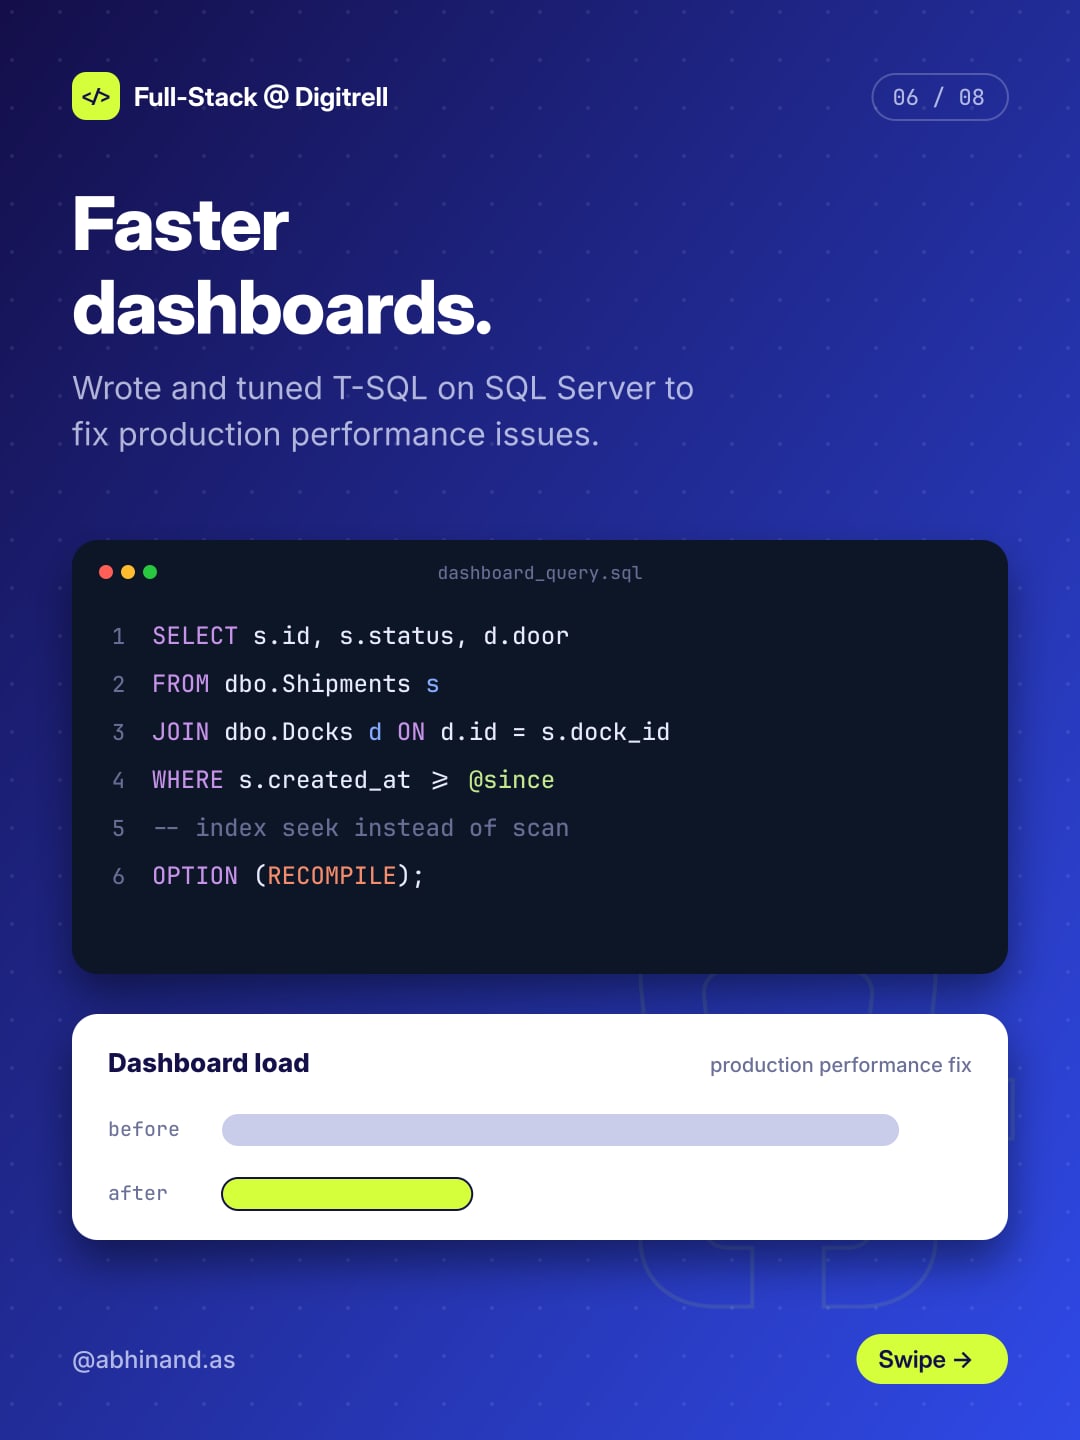 </>
Full-Stack @ Digitrell
06 / 08
Faster
dashboards.
Wrote and tuned T-SQL on SQL Server to
fix production performance issues.
dashboard_query.sql
1 SELECT s.id, s.status, d.door
2 FROM dbo.Shipments s
3 JOIN dbo.Docks d ON d.id = s.dock_id
4 WHERE s.created_at >= @since
5 -- index seek instead of scan
6 OPTION (RECOMPILE);
Dashboard load
production performance fix
before
after
@abhinand.as
Swipe →